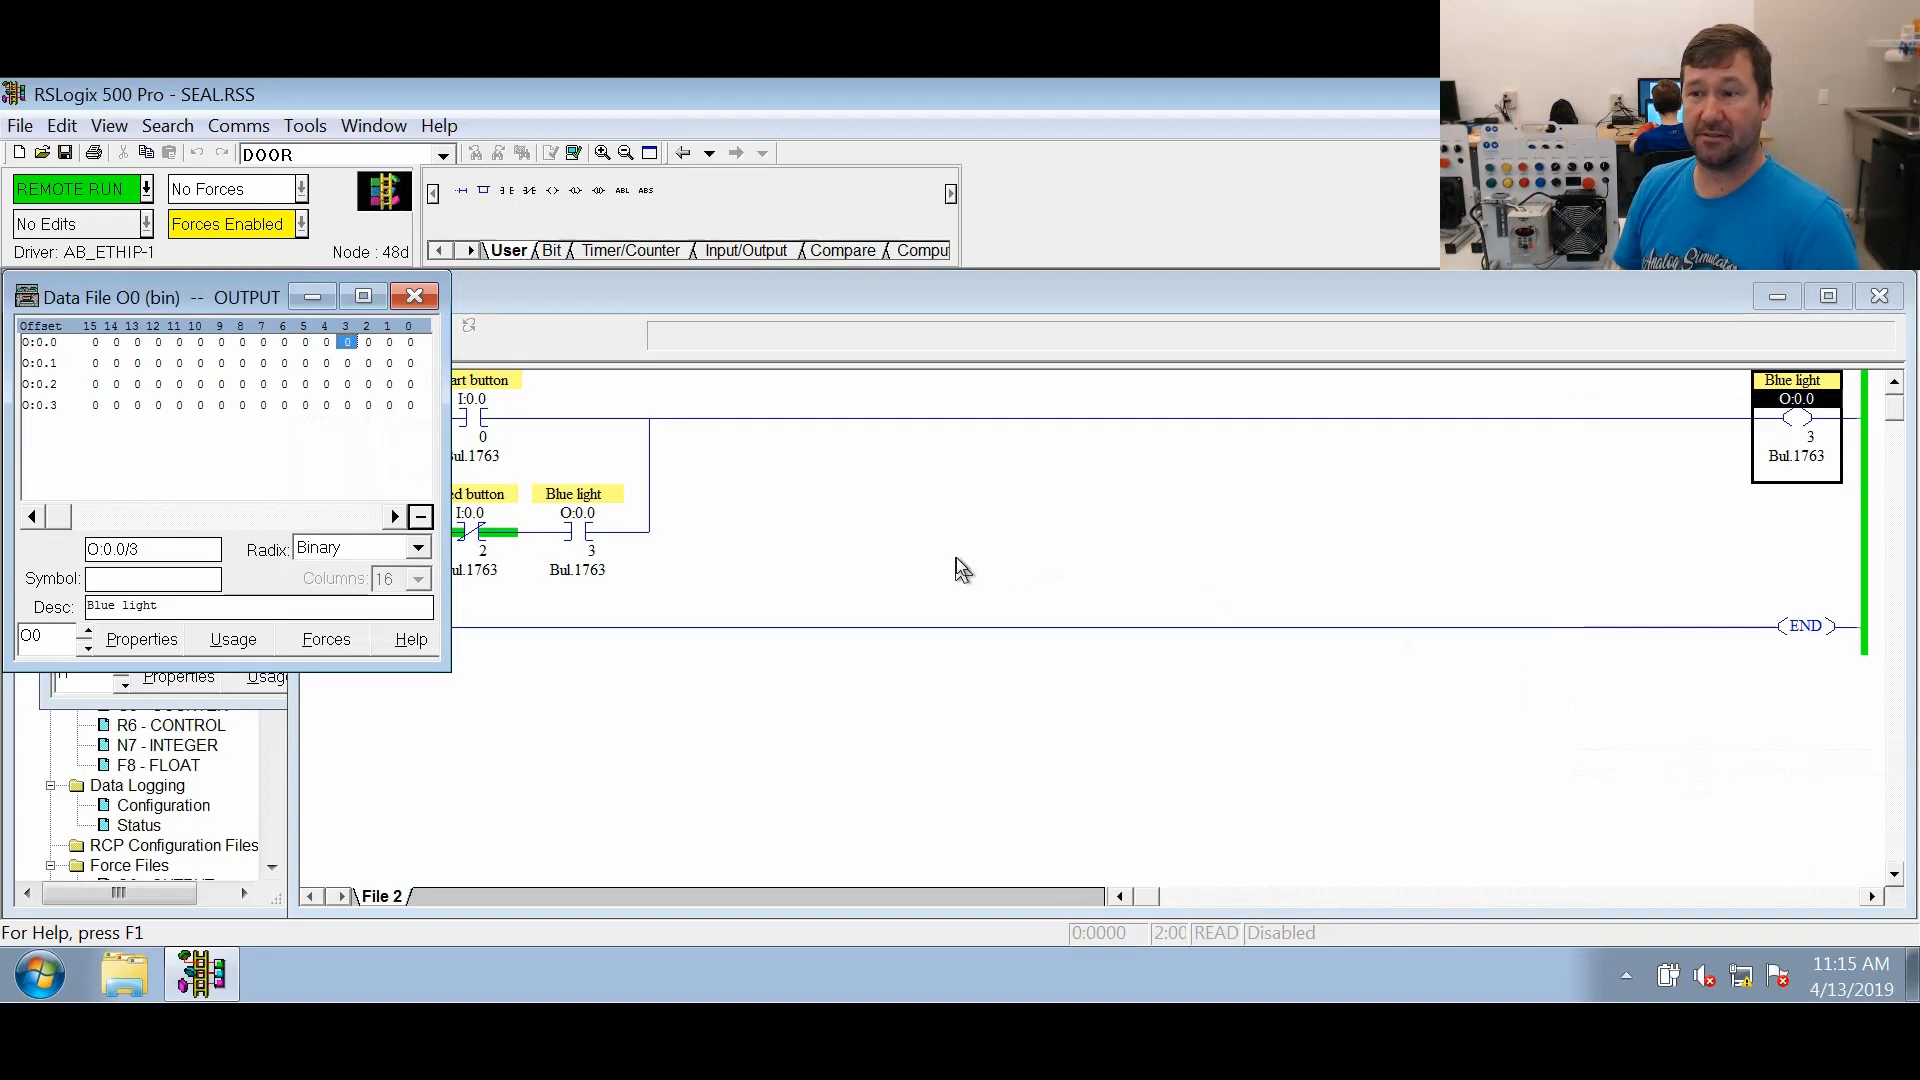 RSLogix 500 Pro - SEAL.RSS
File Edit View Search Comms Tools Window Help
DOOR
REMOTE RUN No Forces
No Edits Forces Enabled
Driver: AB_ETHIP-1 Node : 48d
ABL ABS
User Bit Timer/Counter Input/Output Compare Compu
Data File O0 (bin) -- OUTPUT
Offset 15 14 13 12 11 10 9 8 7 6 5 4 3 2 1 0
O:0.0 0 0 0 0 0 0 0 0 0 0 0 0 0 0 0 0
O:0.1 0 0 0 0 0 0 0 0 0 0 0 0 0 0 0 0
O:0.2 0 0 0 0 0 0 0 0 0 0 0 0 0 0 0 0
O:0.3 0 0 0 0 0 0 0 0 0 0 0 0 0 0 0 0
O:0.0/3 Radix: Binary
Symbol: Columns: 16
Desc: Blue light
O0 Properties Usage Forces Help
Properties Usage
R6 - CONTROL
N7 - INTEGER
F8 - FLOAT
Data Logging
Configuration
Status
RCP Configuration Files
Force Files
art button
I:0.0
0
Bul.1763
Blue light
O:0.0
3
Bul.1763
ed button
I:0.0
2
ul.1763
Blue light
O:0.0
3
Bul.1763
END
File 2
For Help, press F1
0:0000 2:00 READ Disabled
11:15 AM
4/13/2019
Analog Simulator